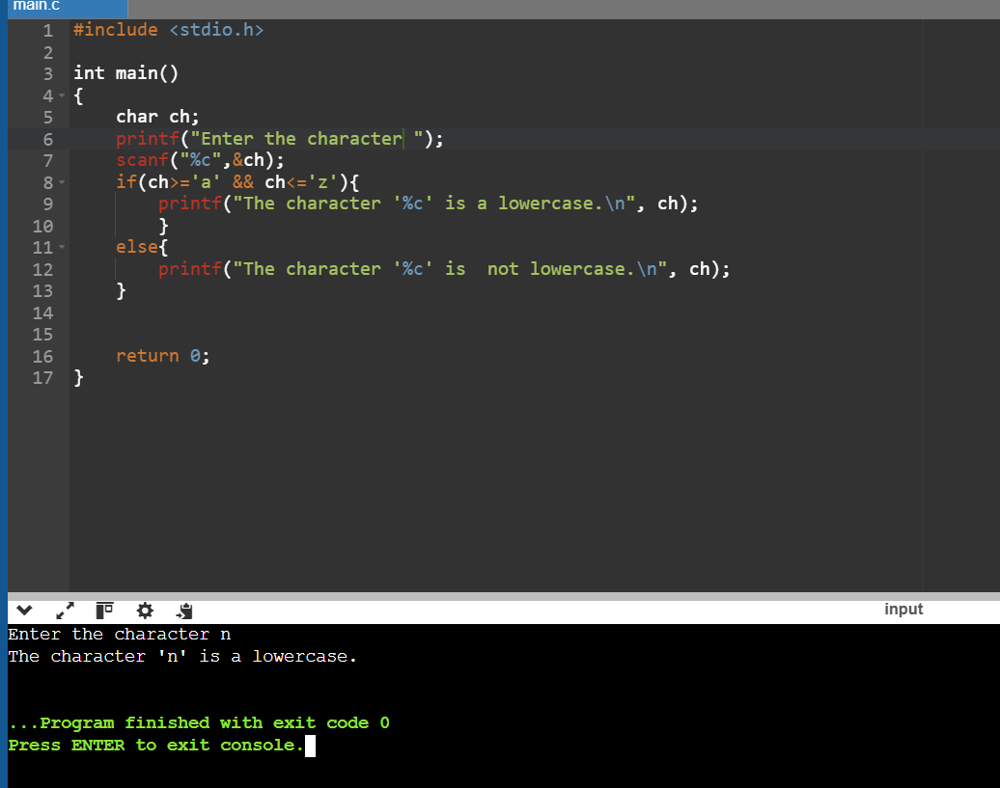 main.c
1 #include <stdio.h>
2
3 int main()
4 {
5     char ch;
6     printf("Enter the character ");
7     scanf("%c",&ch);
8     if(ch>='a' && ch<='z'){
9         printf("The character '%c' is a lowercase.\n", ch);
10         }
11     else{
12         printf("The character '%c' is  not lowercase.\n", ch);
13     }
14
15
16     return 0;
17 }
input
Enter the character n
The character 'n' is a lowercase.
...Program finished with exit code 0
Press ENTER to exit console.